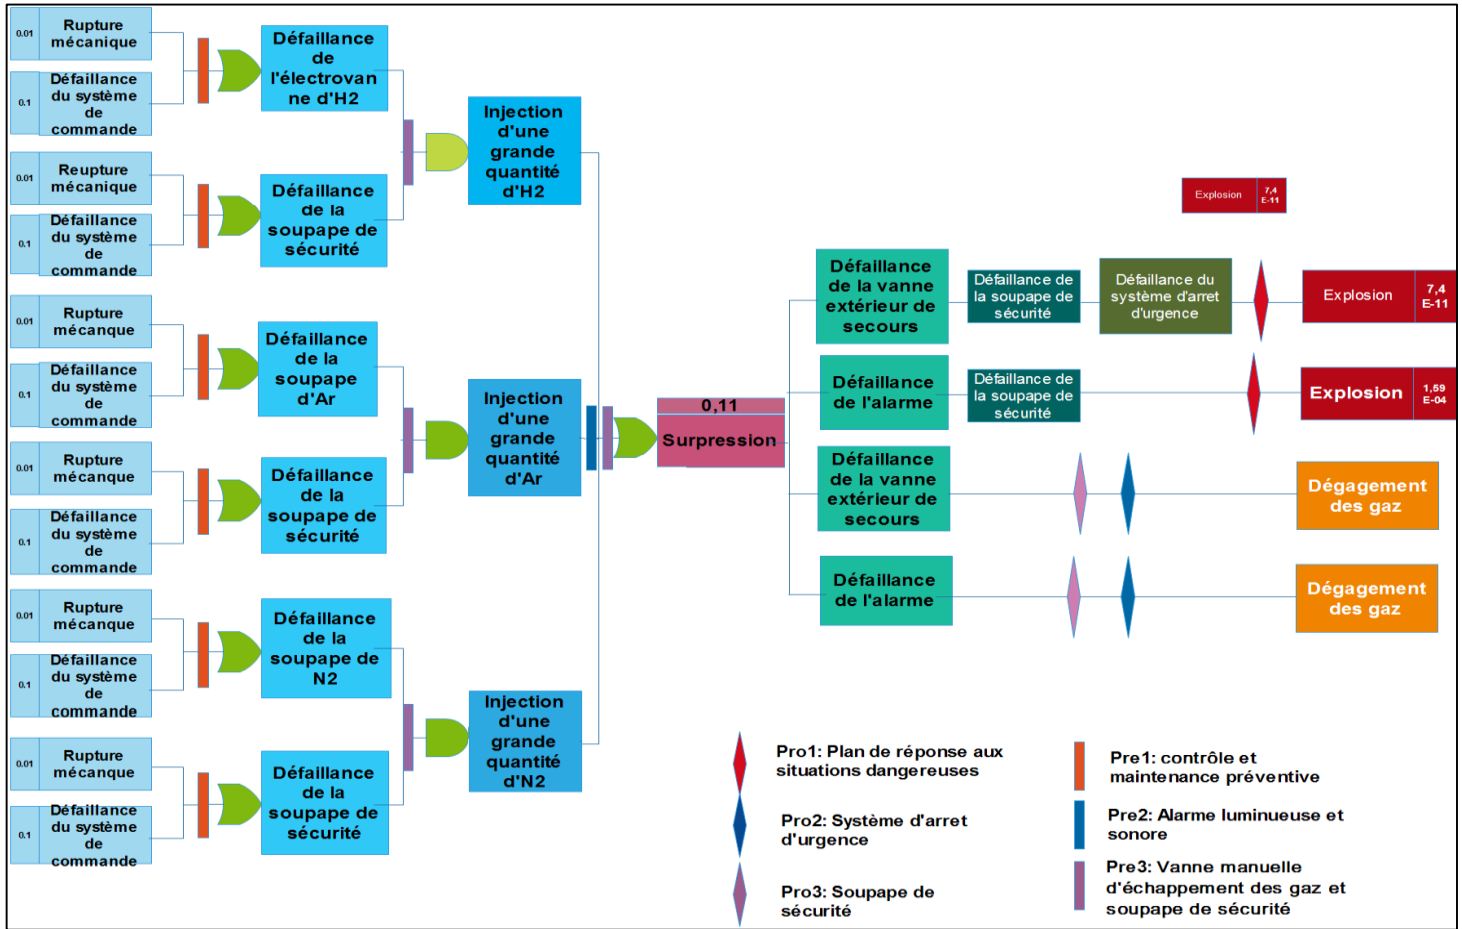 0.01
Rupture
mécanique
0.1
Défaillance
du système
de
commande
0.01
Reupture
mécanique
0.1
Défaillance
du système
de
commande
0.01
Rupture
mécanque
0.1
Défaillance
du système
de
commande
0.01
Rupture
mécanque
0.1
Défaillance
du système
de
commande
0.01
Rupture
mécanque
0.1
Défaillance
du système
de
commande
0.01
Rupture
mécanque
0.1
Défaillance
du système
de
commande
Défaillance
de
l'électrovan
ne d'H2
Défaillance
de la
soupape de
sécurité
Défaillance
de la
soupape
d'Ar
Défaillance
de la
soupape de
sécurité
Défaillance
de la
soupape de
N2
Défaillance
de la
soupape de
sécurité
Injection
d'une
grande
quantité
d'H2
Injection
d'une
grande
quantité
d'Ar
Injection
d'une
grande
quantité
d'N2
0,11
Surpression
Défaillance
de la vanne
extérieur de
secours
Défaillance de
la soupape de
sécurité
Défaillance du
système d'arret
d'urgence
Explosion
7,4
E-11
Explosion
7,4
E-11
Défaillance
de l'alarme
Défaillance de
la soupape de
sécurité
Explosion
1,59
E-04
Défaillance
de la vanne
extérieur de
secours
Dégagement
des gaz
Défaillance
de l'alarme
Dégagement
des gaz
Pro1: Plan de réponse aux
situations dangereuses
Pro2: Système d'arret
d'urgence
Pro3: Soupape de
sécurité
Pre1: contrôle et
maintenance préventive
Pre2: Alarme luminueuse et
sonore
Pre3: Vanne manuelle
d'échappement des gaz et
soupape de sécurité